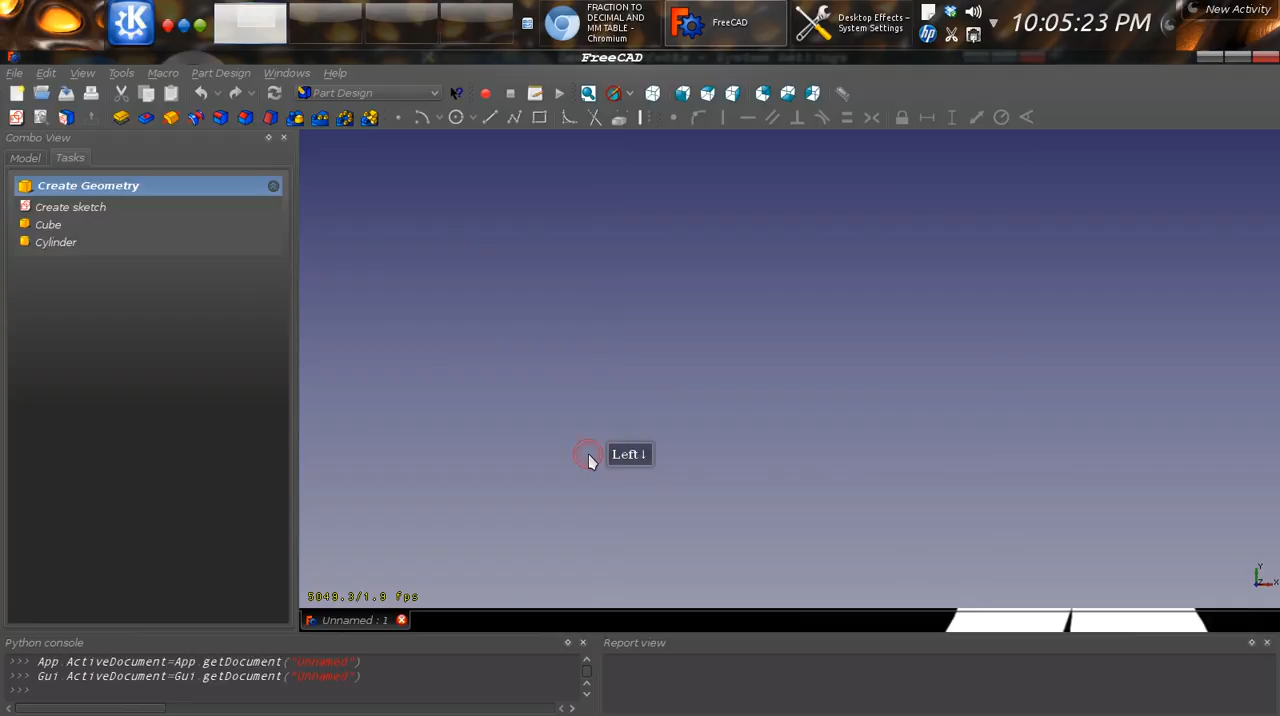 FRACTION TO
DECIMAL AND
MM TABLE -
Chromium
FreeCAD
Desktop Effects –
System Settings
10:05:23 PM
New Activity
FreeCAD
File Edit View Tools Macro Part Design Windows Help
Part Design
Combo View
Model Tasks
Create Geometry
Create sketch
Cube
Cylinder
Left↓
5049.3/1.9 fps
Y
Z X
Unnamed : 1
Python console
Report view
>>> App.ActiveDocument=App.getDocument("Unnamed")
>>> Gui.ActiveDocument=Gui.getDocument("Unnamed")
>>>